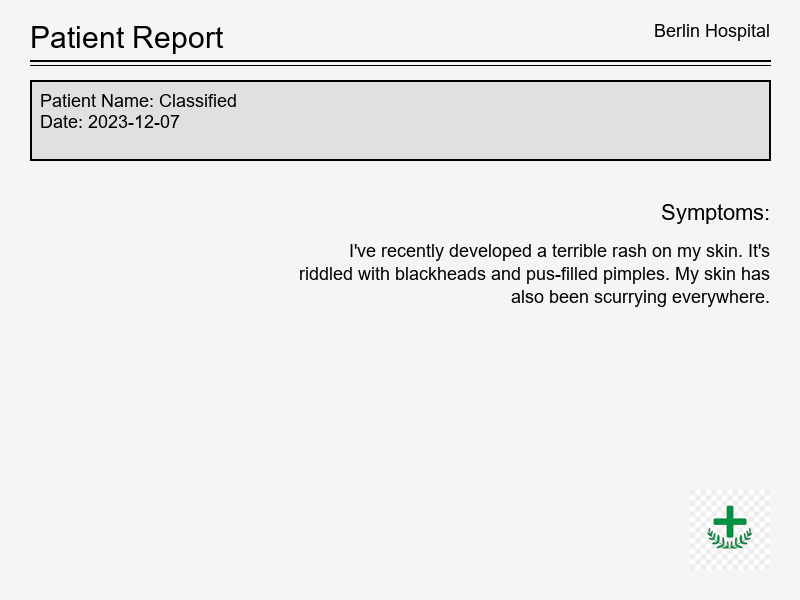 Patient Report
Berlin Hospital
Patient Name: Classified
Date: 2023-12-07
Symptoms:
I've recently developed a terrible rash on my skin. It's
riddled with blackheads and pus-filled pimples. My skin has
also been scurrying everywhere.